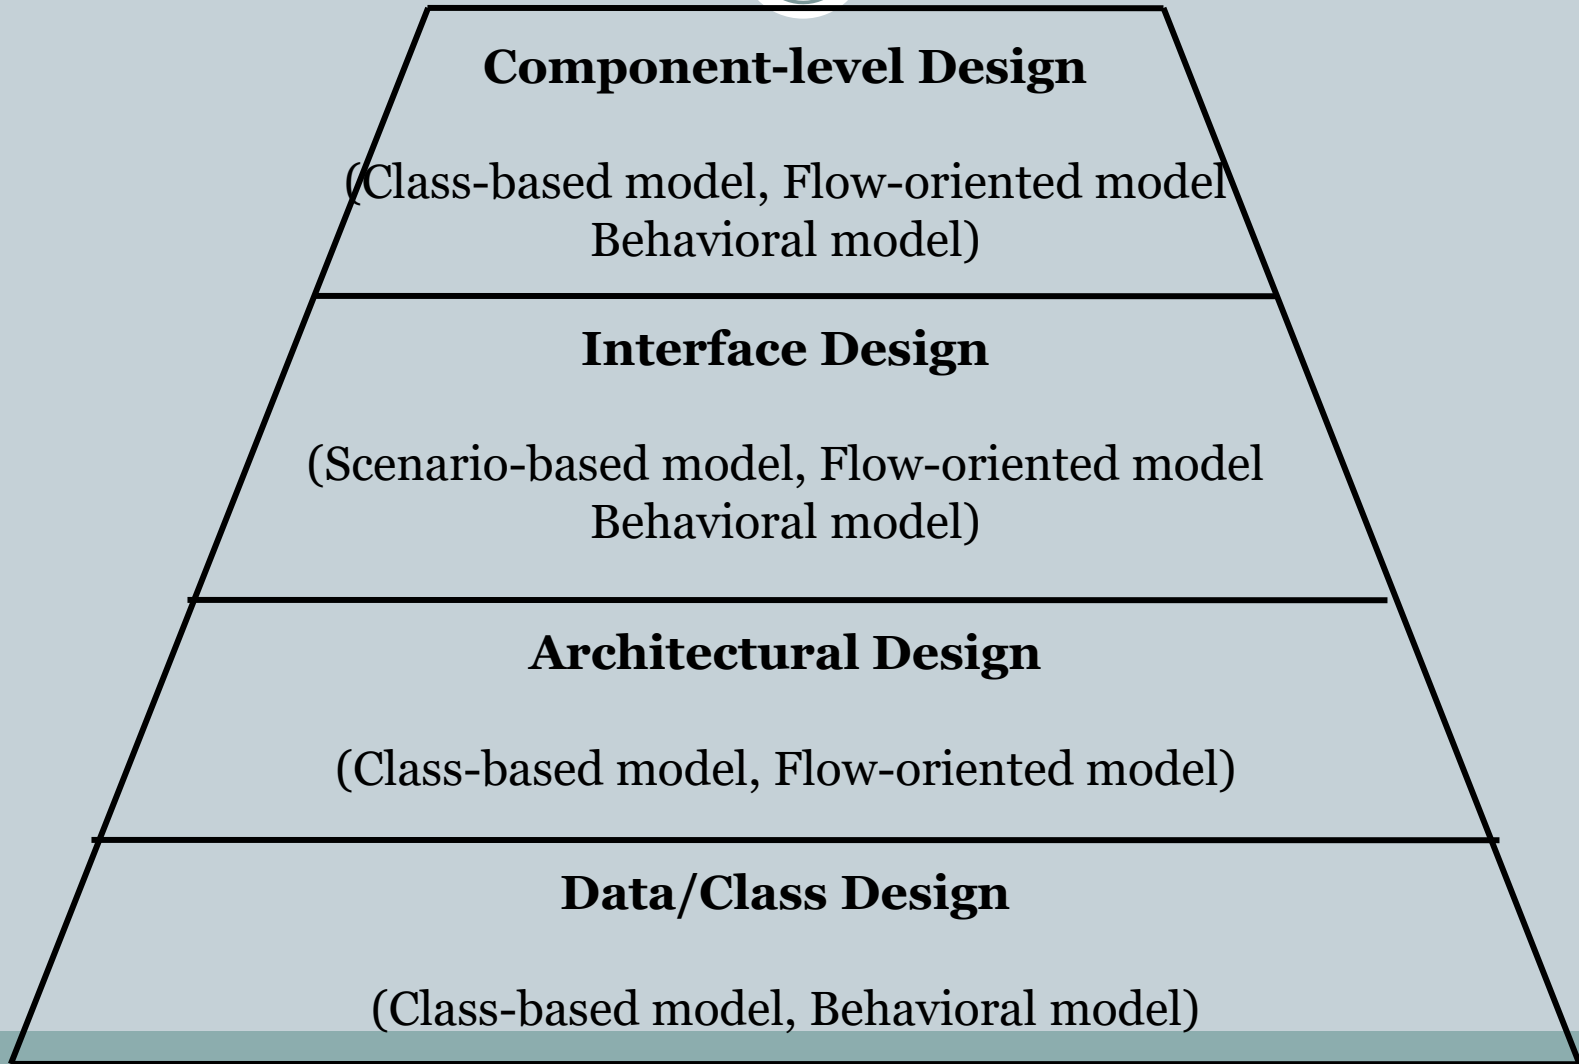 Component-level Design
(Class-based model, Flow-oriented model
Behavioral model)
Interface Design
(Scenario-based model, Flow-oriented model
Behavioral model)
Architectural Design
(Class-based model, Flow-oriented model)
Data/Class Design
(Class-based model, Behavioral model)